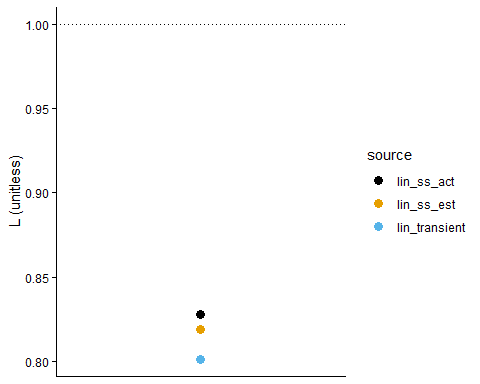 1.00
0.95
0.90
0.85
0.80
L (unitless)
source
lin_ss_act
lin_ss_est
lin_transient